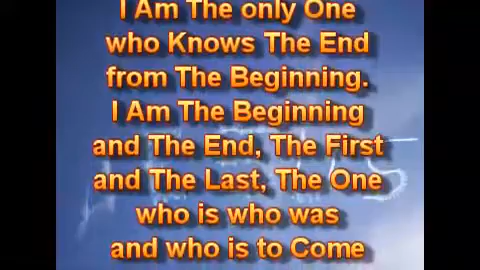 I Am The only One
who Knows The End
from The Beginning.
I Am The Beginning
and The End, The First
and The Last, The One
who is who was
and who is to Come